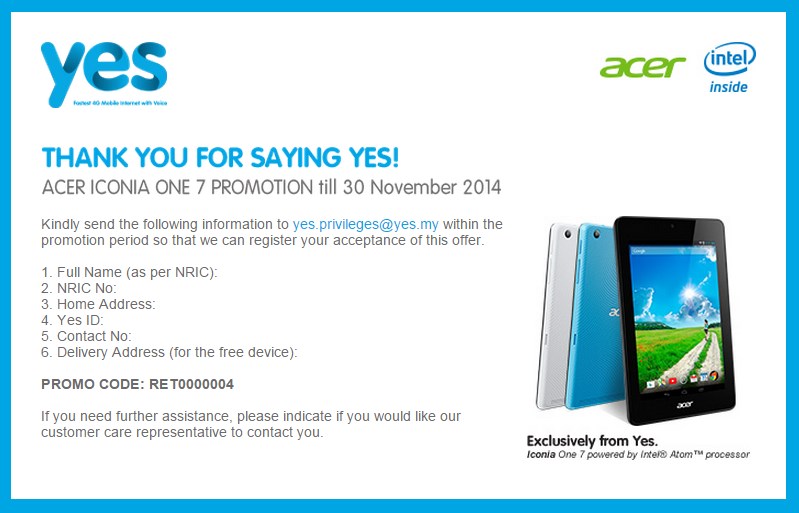 yes
Fastest 4G Mobile Internet with Voice
acer
intel
inside
THANK YOU FOR SAYING YES!
ACER ICONIA ONE 7 PROMOTION till 30 November 2014
Kindly send the following information to yes.privileges@yes.my within the
promotion period so that we can register your acceptance of this offer.
1. Full Name (as per NRIC):
2. NRIC No:
3. Home Address:
4. Yes ID:
5. Contact No:
6. Delivery Address (for the free device):
PROMO CODE: RET0000004
If you need further assistance, please indicate if you would like our
customer care representative to contact you.
acer
Exclusively from Yes.
Iconia One 7 powered by Intel® Atom™ processor